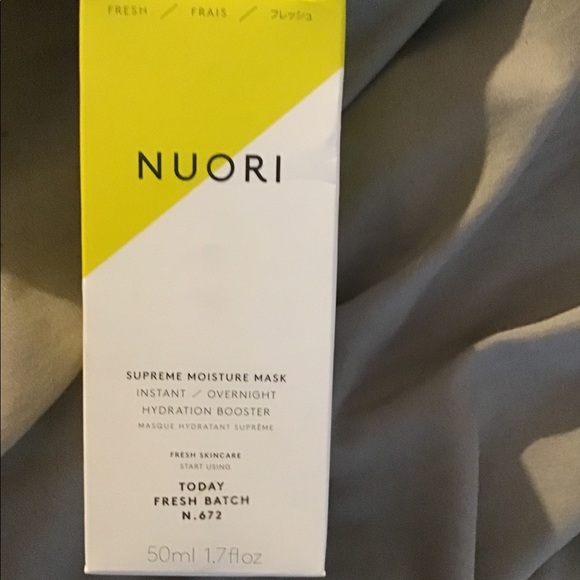 FRESH / FRAIS / フレッシュ
NUORI
SUPREME MOISTURE MASK
INSTANT / OVERNIGHT
HYDRATION BOOSTER
MASQUE HYDRATANT SUPRÊME
FRESH SKINCARE
START USING
TODAY
FRESH BATCH
N.672
50ml 1.7floz